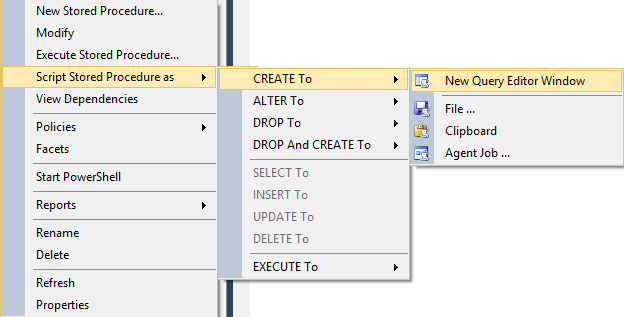 New Stored Procedure...
Modify
Execute Stored Procedure...
Script Stored Procedure as
View Dependencies
Policies
Facets
Start PowerShell
Reports
Rename
Delete
Refresh
Properties
CREATE To
ALTER To
DROP To
DROP And CREATE To
SELECT To
INSERT To
UPDATE To
DELETE To
EXECUTE To
New Query Editor Window
File ...
Clipboard
Agent Job ...